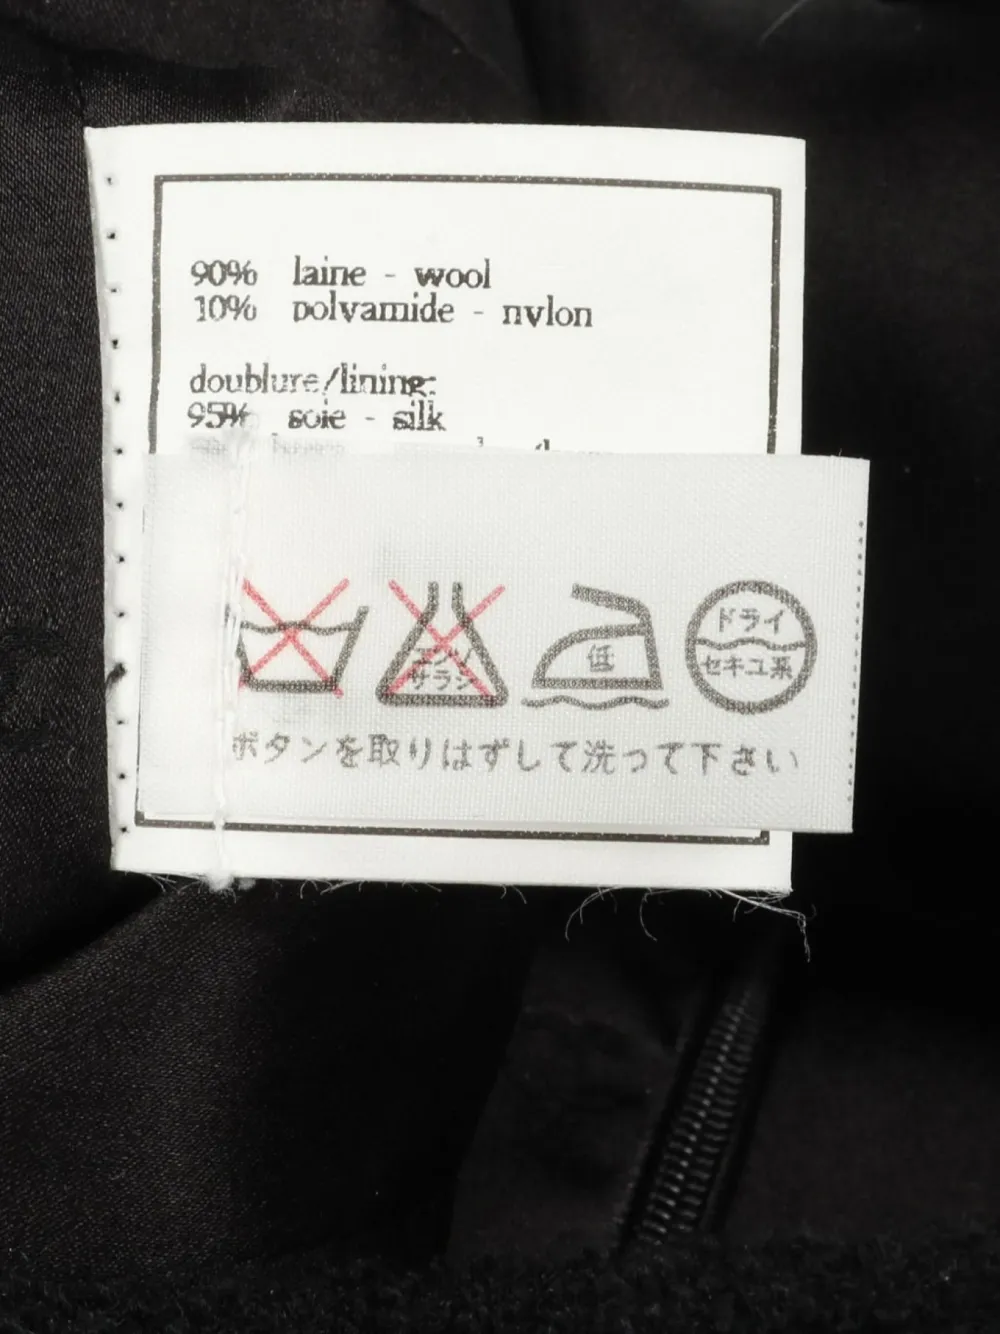 90% laine - wool
10% polyamide - nylon
doublure/lining:
95% soie - silk
エンソ
サラシ
低
ドライ
セキユ系
ボタンを取りはずして洗って下さい